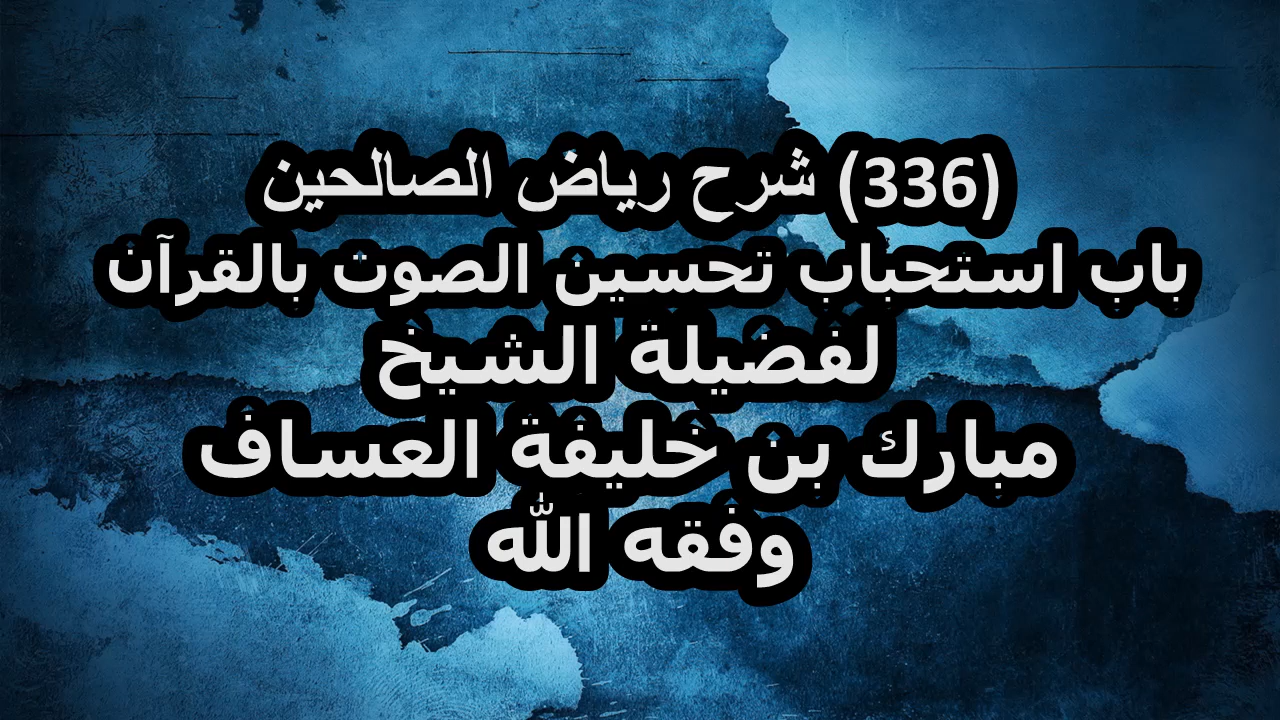 (336) شرح رياض الصالحين
باب استحباب تحسين الصوت بالقرآن
لفضيلة الشيخ
مبارك بن خليفة العساف
وفقه الله